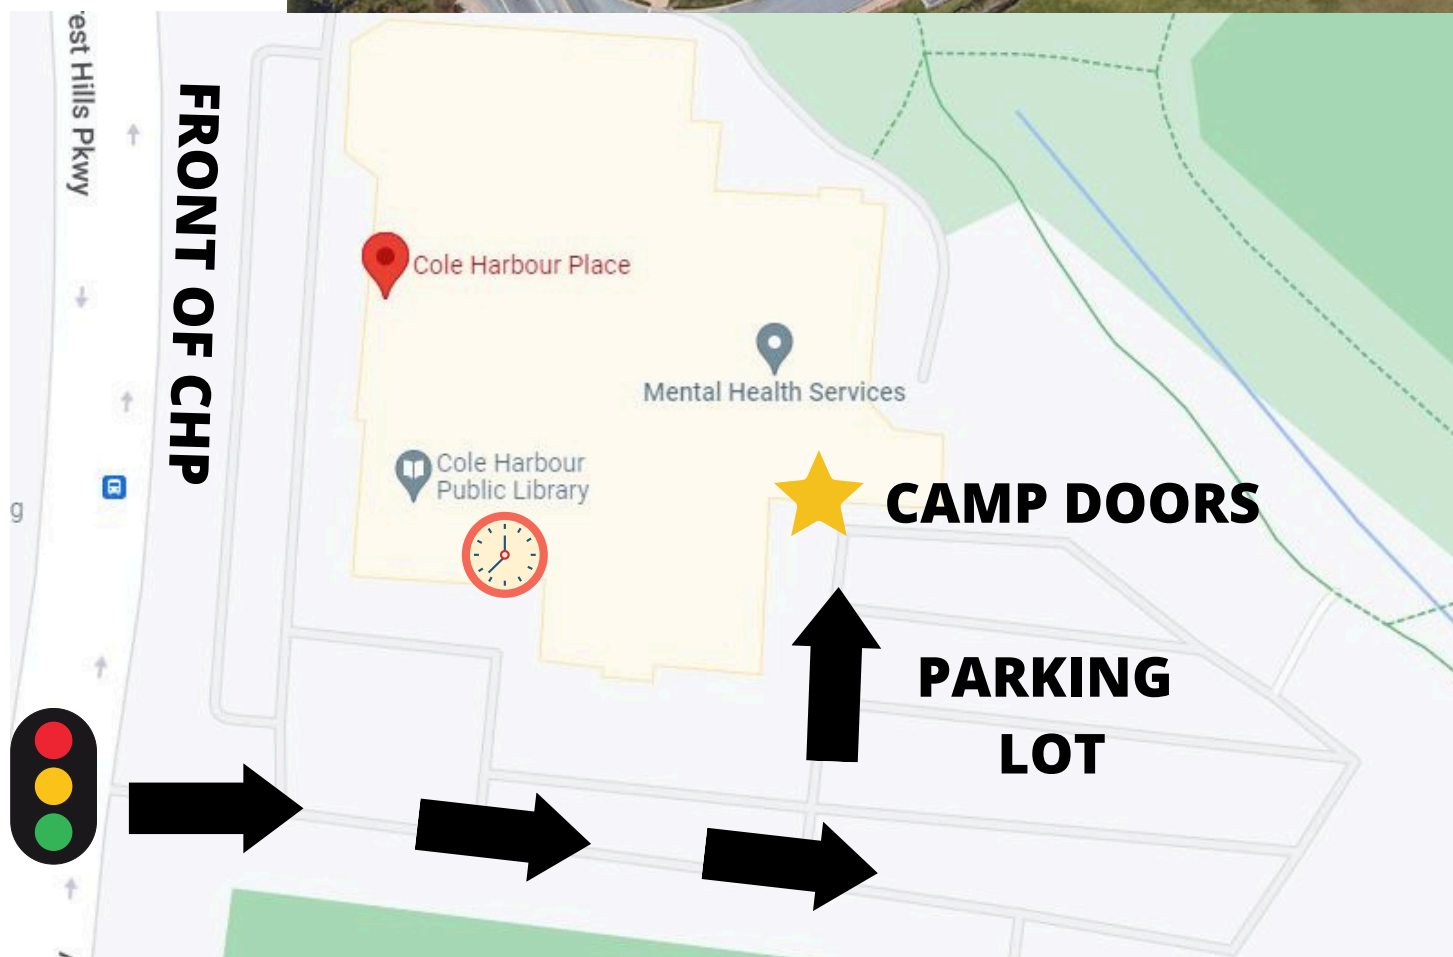 est Hills Pkwy
FRONT OF CHP
Cole Harbour Place
Mental Health Services
Cole Harbour
Public Library
g
CAMP DOORS
PARKING
LOT